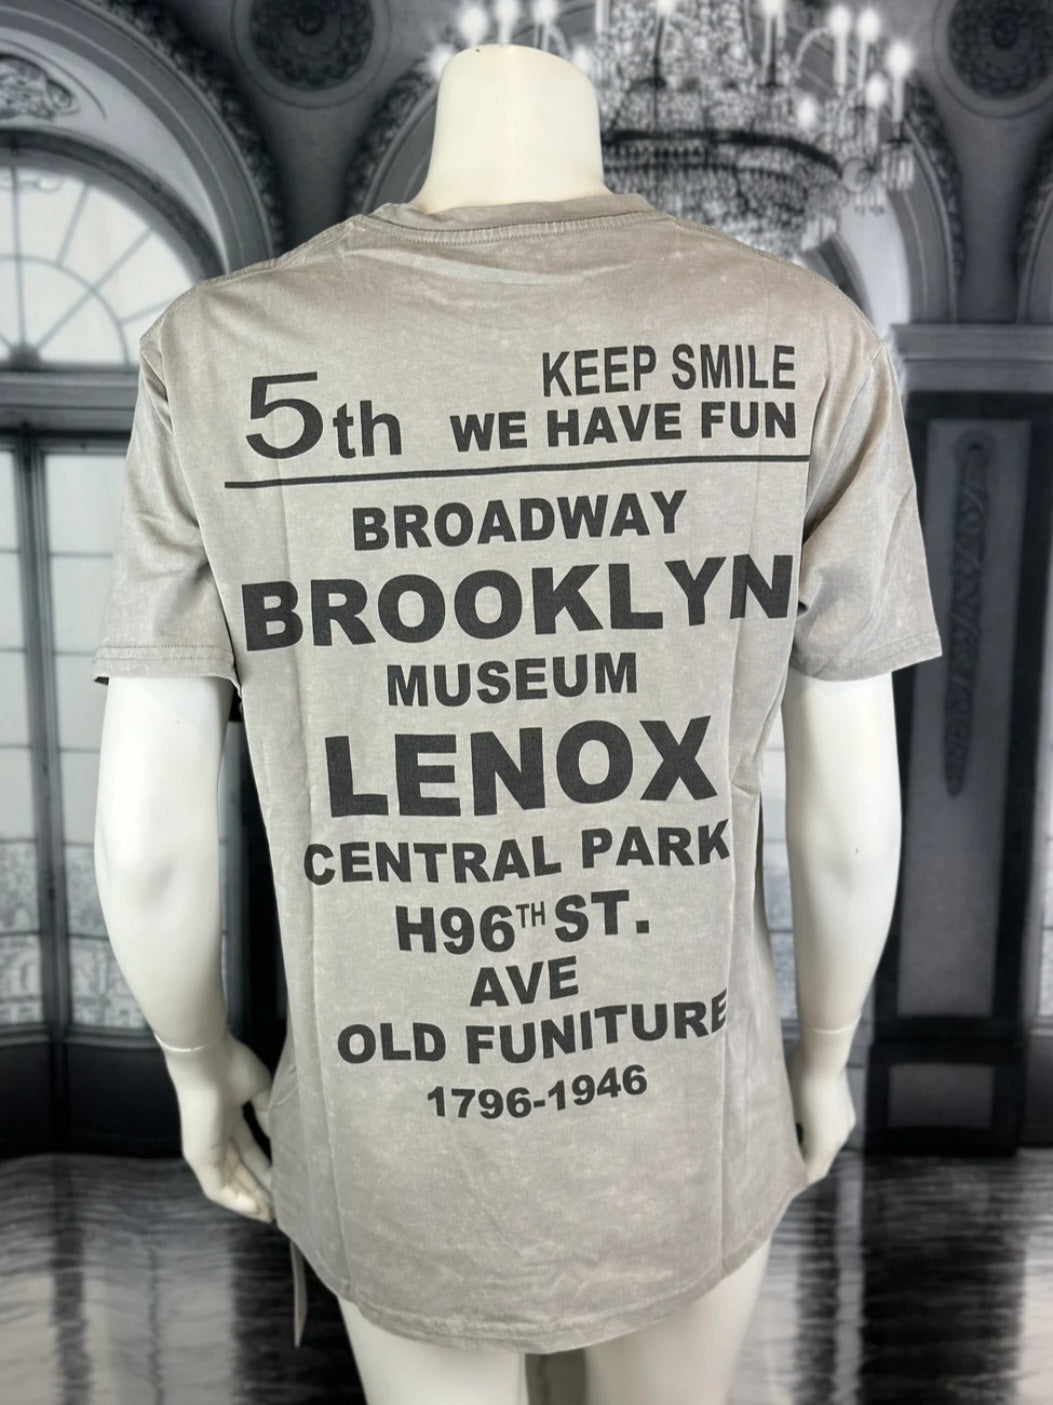 5th KEEP SMILE
WE HAVE FUN
BROADWAY
BROOKLYN
MUSEUM
LENOX
CENTRAL PARK
H96TH ST.
AVE
OLD FUNITURE
1796-1946